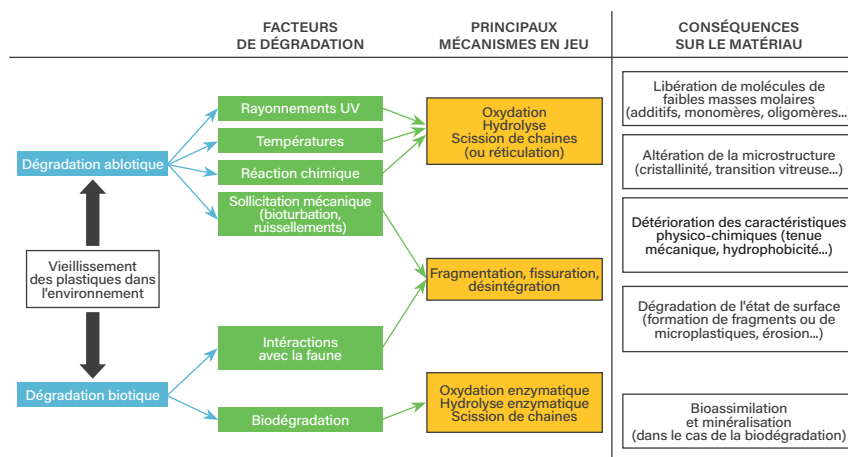 FACTEURS
DE DÉGRADATION
PRINCIPAUX
MÉCANISMES EN JEU
CONSÉQUENCES
SUR LE MATÉRIAU
Vieillissement
des plastiques dans
l'environnement
Dégradation ablotique
Dégradation biotique
Rayonnements UV
Températures
Réaction chimique
Sollicitation mécanique
(bioturbation,
ruissellements)
Intéractions
avec la faune
Biodégradation
Oxydation
Hydrolyse
Scission de chaines
(ou réticulation)
Fragmentation, fissuration,
désintégration
Oxydation enzymatique
Hydrolyse enzymatique
Scission de chaines
Libération de molécules de
faibles masses molaires
(additifs, monomères, oligomères...)
Altération de la microstructure
(cristallinité, transition vitreuse...)
Détérioration des caractéristiques
physico-chimiques (tenue
mécanique, hydrophobicité...)
Dégradation de l'état de surface
(formation de fragments ou de
microplastiques, érosion...)
Bioassimilation
et minéralisation
(dans le cas de la biodégradation)